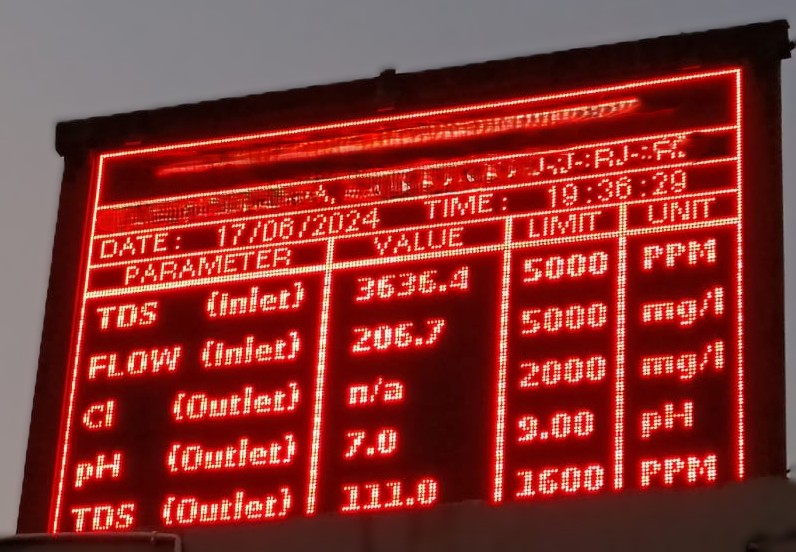 DATE: 17/08/2024 TIME: 19:36:29
PARAMETER VALUE LIMIT UNIT
TDS (Inlet) 3636.4 5000 PPM
FLOW (Inlet) 206.7 5000 mg/l
Cl (Outlet) n/a 2000 mg/l
pH (Outlet) 7.0 9.00 pH
TDS (Outlet) 111.0 1600 PPM